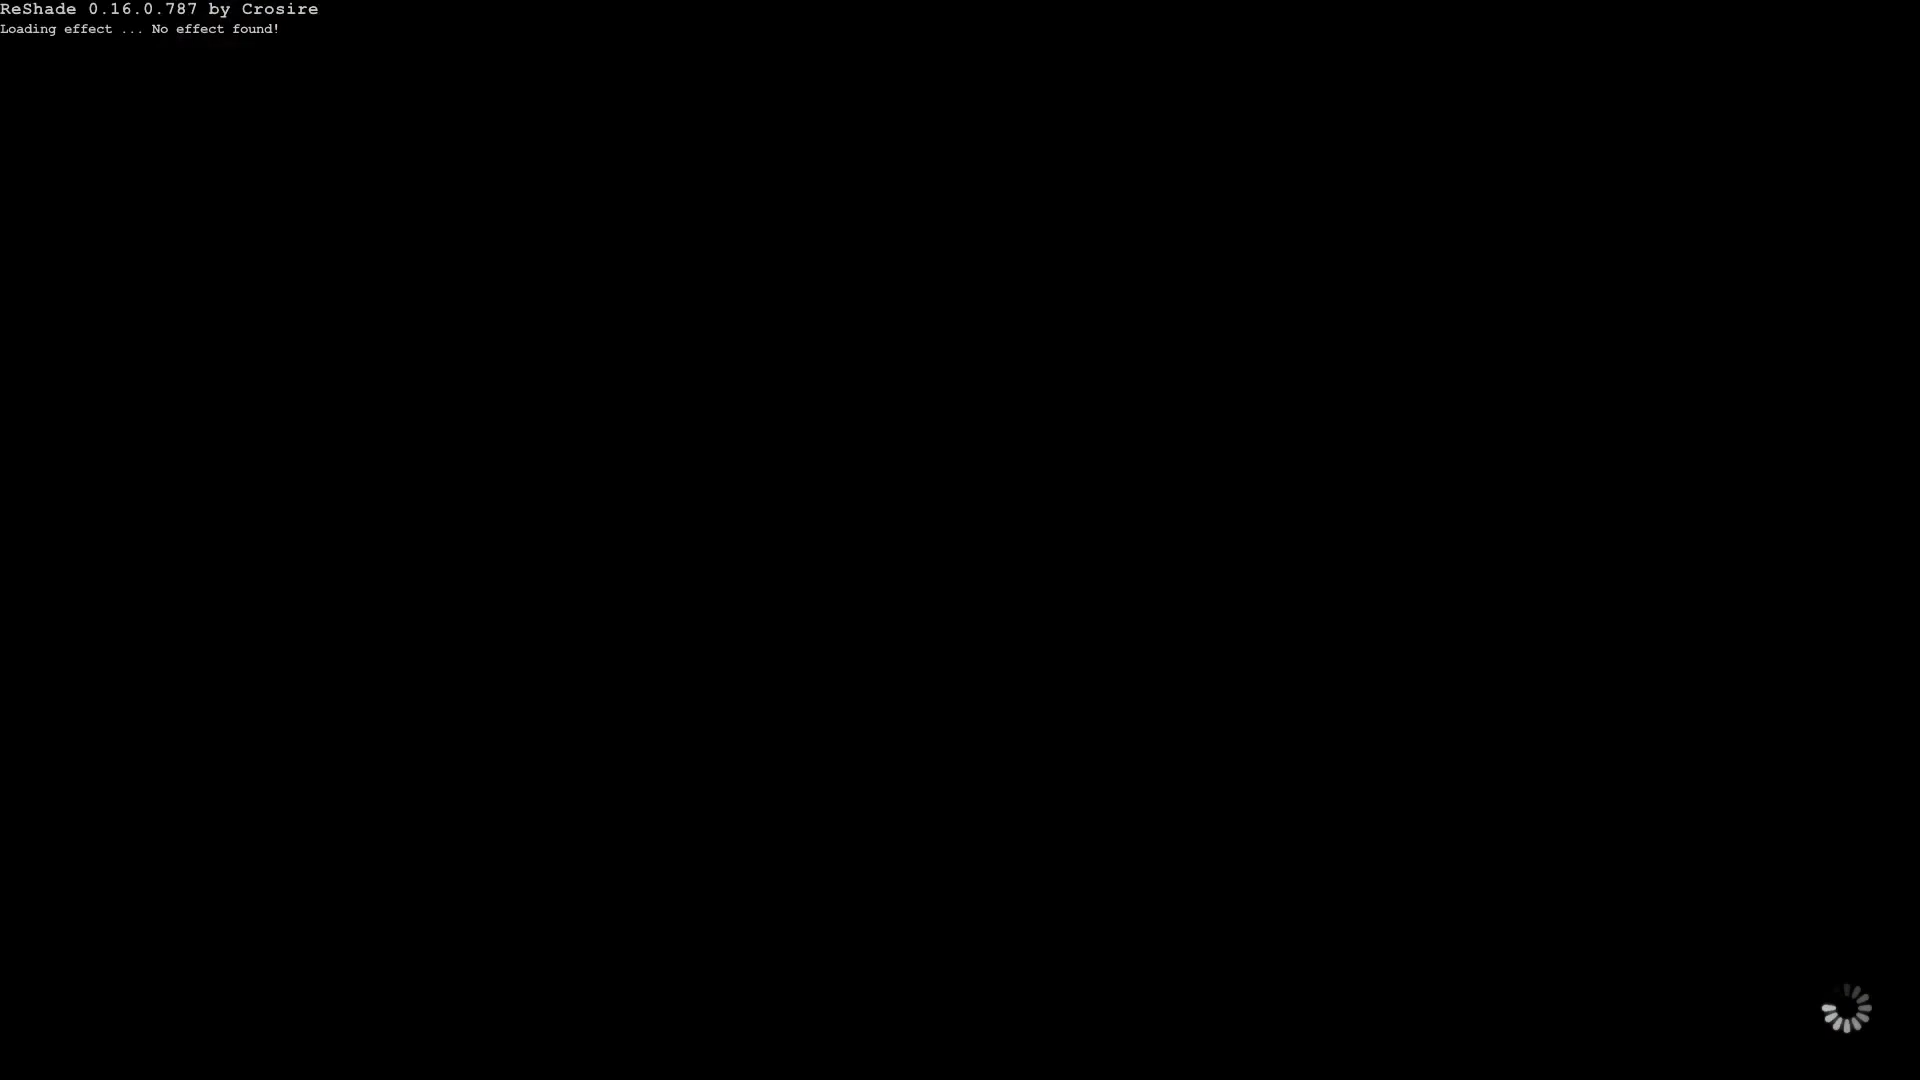 ReShade 0.16.0.787 by Crosire
Loading effect ... No effect found!